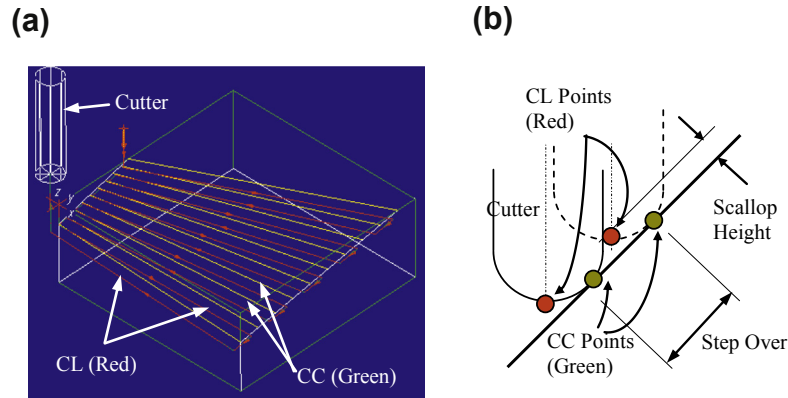 (a)
Cutter
z
y
x
CL (Red)
CC (Green)
(b)
CL Points
(Red)
Cutter
Scallop
Height
CC Points
(Green)
Step Over